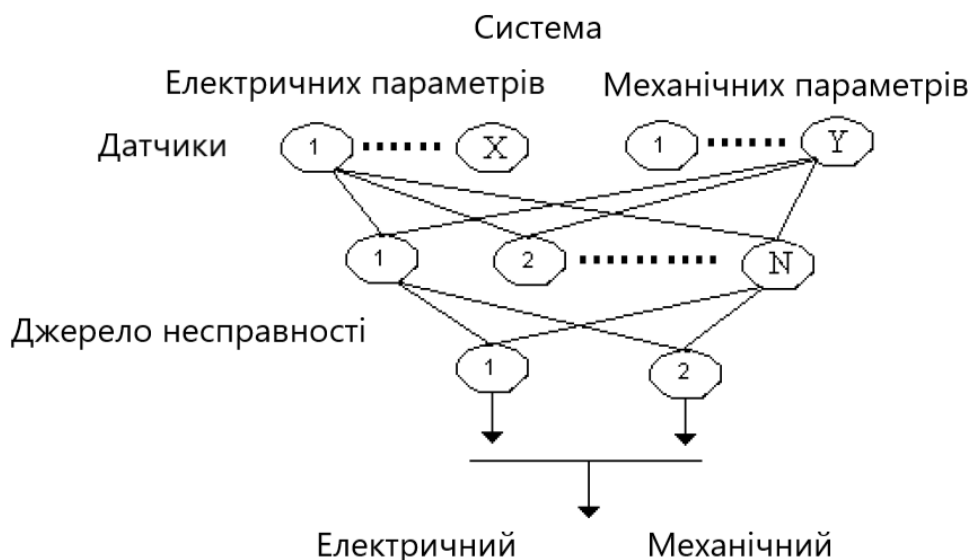 Система
Електричних параметрів Механічних параметрів
Датчики 1 X 1 Y
1 2 N
Джерело несправності
1 2
Електричний Механічний